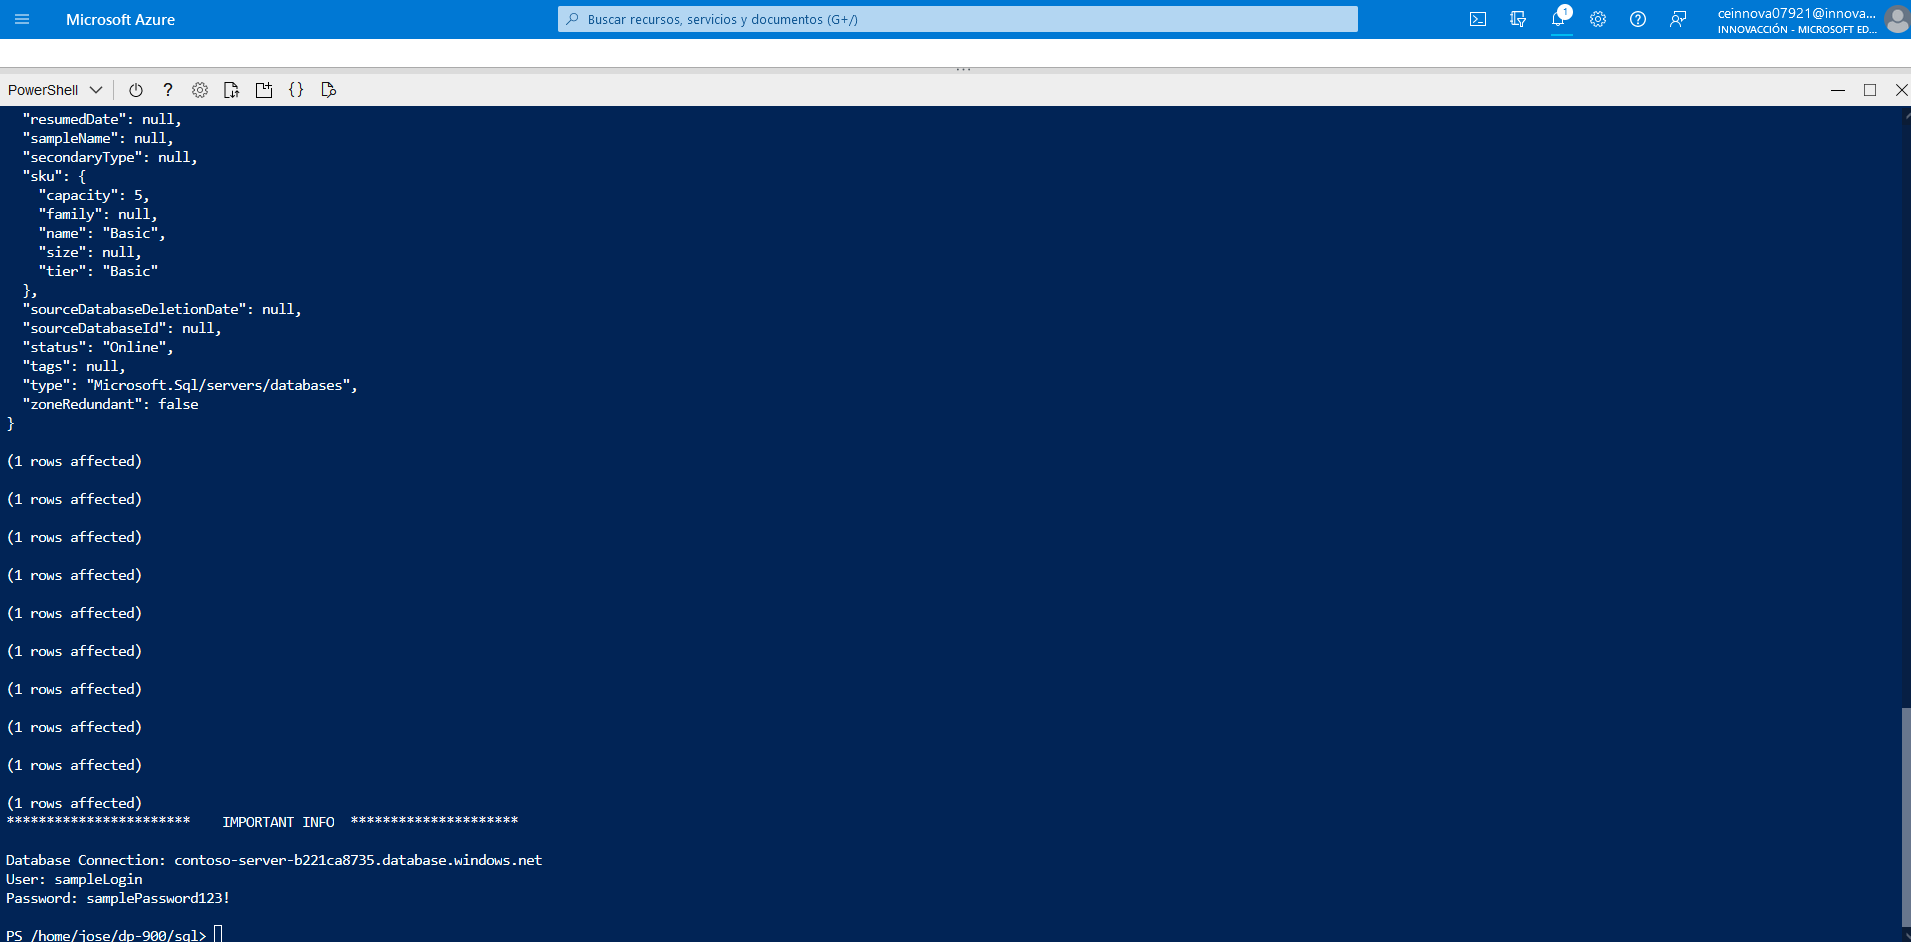 Microsoft Azure
Buscar recursos, servicios y documentos (G+/)
1
ceinnova07921@innova...
INNOVACCIÓN - MICROSOFT ED...
PowerShell
"resumedDate": null,
"sampleName": null,
"secondaryType": null,
"sku": {
"capacity": 5,
"family": null,
"name": "Basic",
"size": null,
"tier": "Basic"
},
"sourceDatabaseDeletionDate": null,
"sourceDatabaseId": null,
"status": "Online",
"tags": null,
"type": "Microsoft.Sql/servers/databases",
"zoneRedundant": false
}
(1 rows affected)
(1 rows affected)
(1 rows affected)
(1 rows affected)
(1 rows affected)
(1 rows affected)
(1 rows affected)
(1 rows affected)
(1 rows affected)
(1 rows affected)
*********************** IMPORTANT INFO *********************
Database Connection: contoso-server-b221ca8735.database.windows.net
User: sampleLogin
Password: samplePassword123!
PS /home/jose/dp-900/sql>